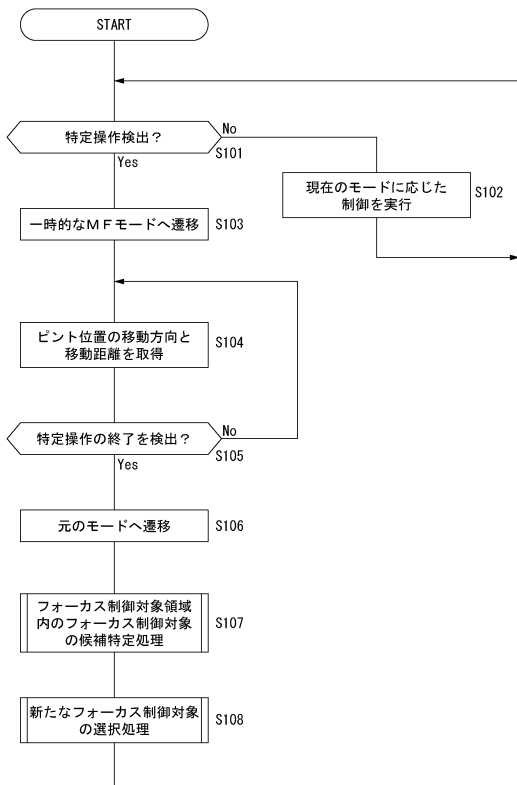 START
特定操作検出？
No
S101
Yes
現在のモードに応じた
制御を実行
S102
一時的なＭＦモードへ遷移
S103
ピント位置の移動方向と
移動距離を取得
S104
特定操作の終了を検出？
No
S105
Yes
元のモードへ遷移
S106
フォーカス制御対象領域
内のフォーカス制御対象
の候補特定処理
S107
新たなフォーカス制御対象
の選択処理
S108